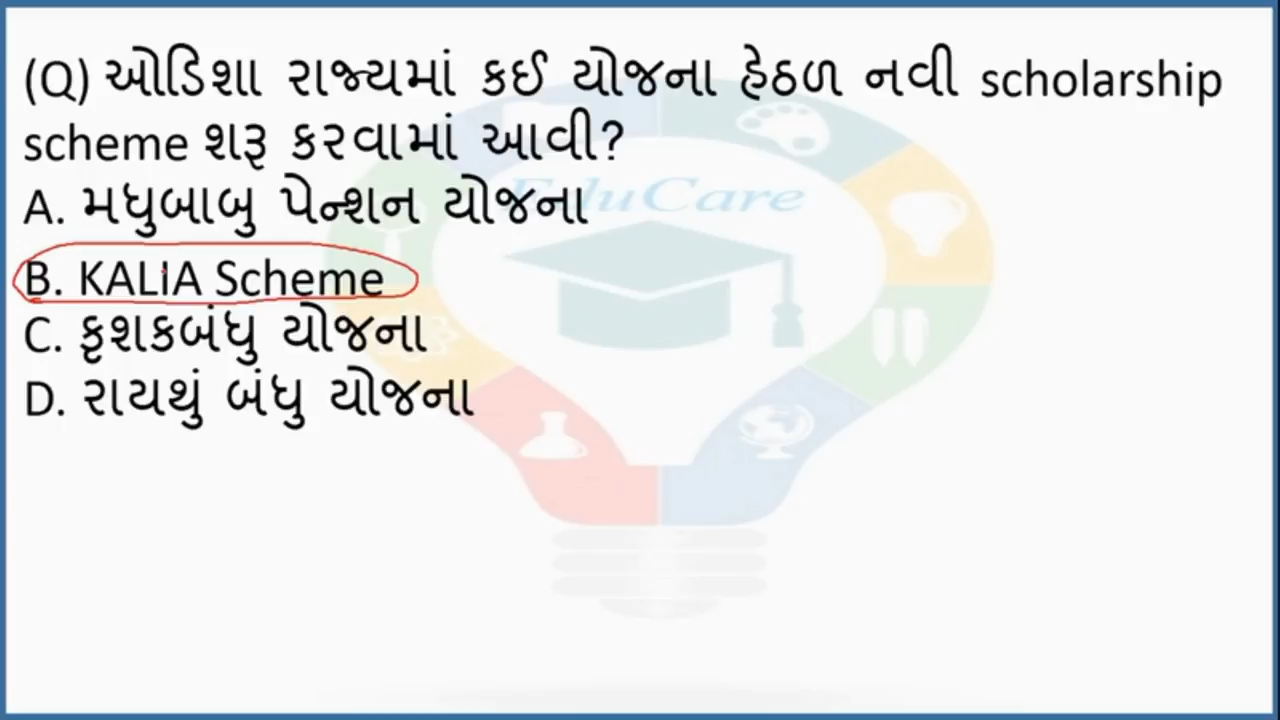 (Q) ઓડિશા રાજ્યમાં કઈ યોજના હેઠળ નવી scholarship
scheme શરૂ કરવામાં આવી?
A. મધુબાબુ પેન્શન યોજના
EduCare
B. KALIA Scheme
C. કૃશકબંધુ યોજના
D. રાયથું બંધુ યોજના